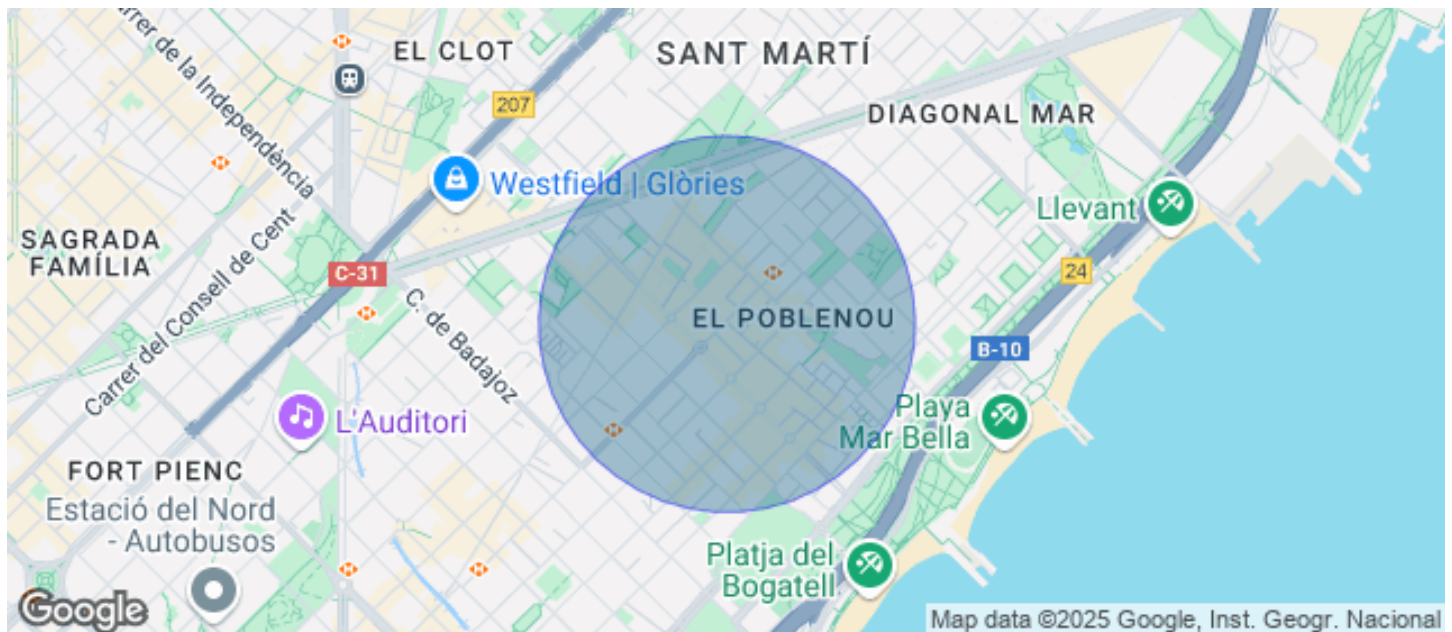 Carrer de la Independència
EL CLOT
SANT MARTÍ
207
DIAGONAL MAR
Westfield | Glòries
Llevant
SAGRADA
FAMÍLIA
Carrer del Consell de Cent
C-31
24
C. de Badajoz
EL POBLENOU
B-10
L'Auditori
Playa
Mar Bella
FORT PIENC
Estació del Nord
- Autobusos
Platja del
Bogatell
Google
Map data ©2025 Google, Inst. Geogr. Nacional